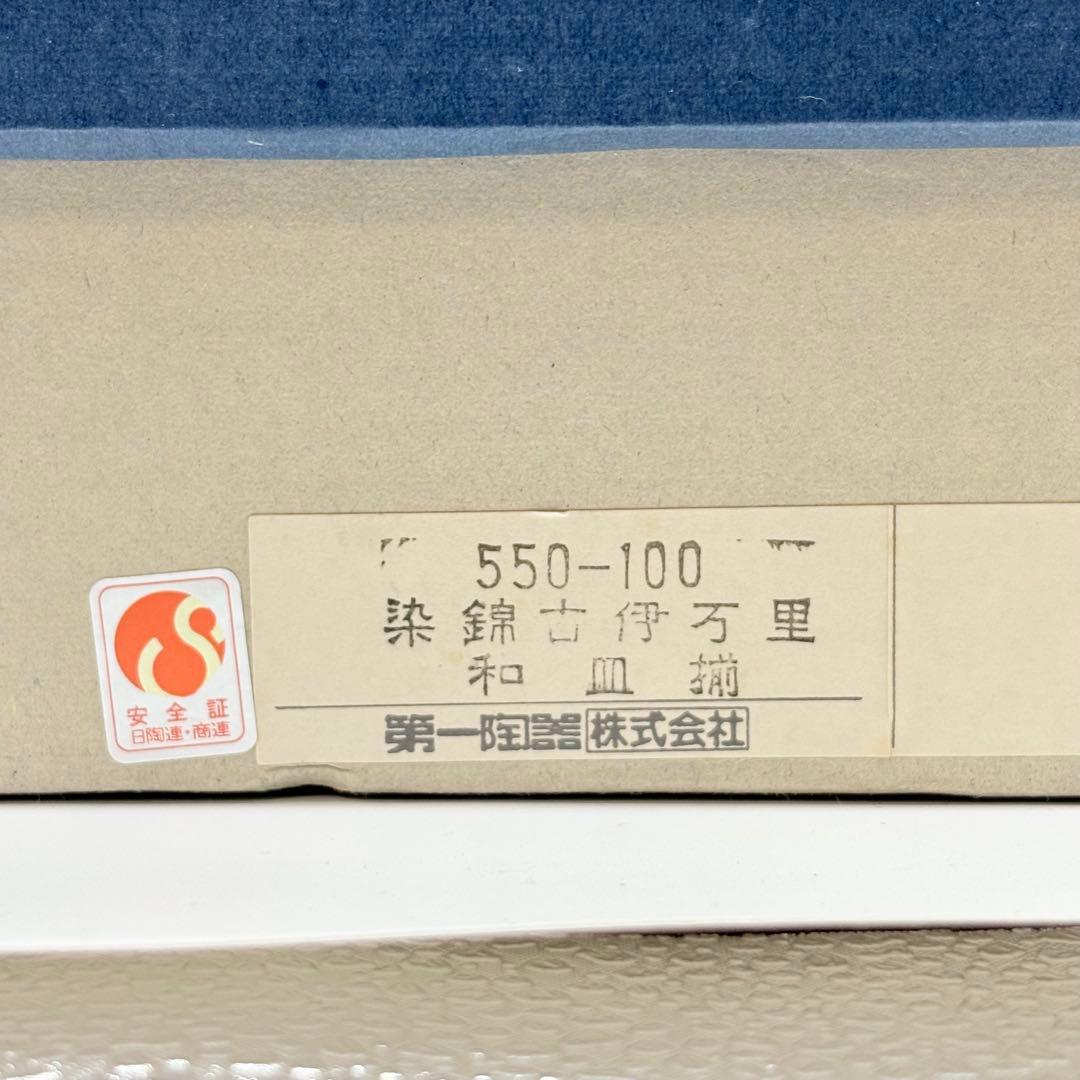 550-100
染錦古伊万里
和皿揃
第一陶器株式会社
安全証
日陶連・商連